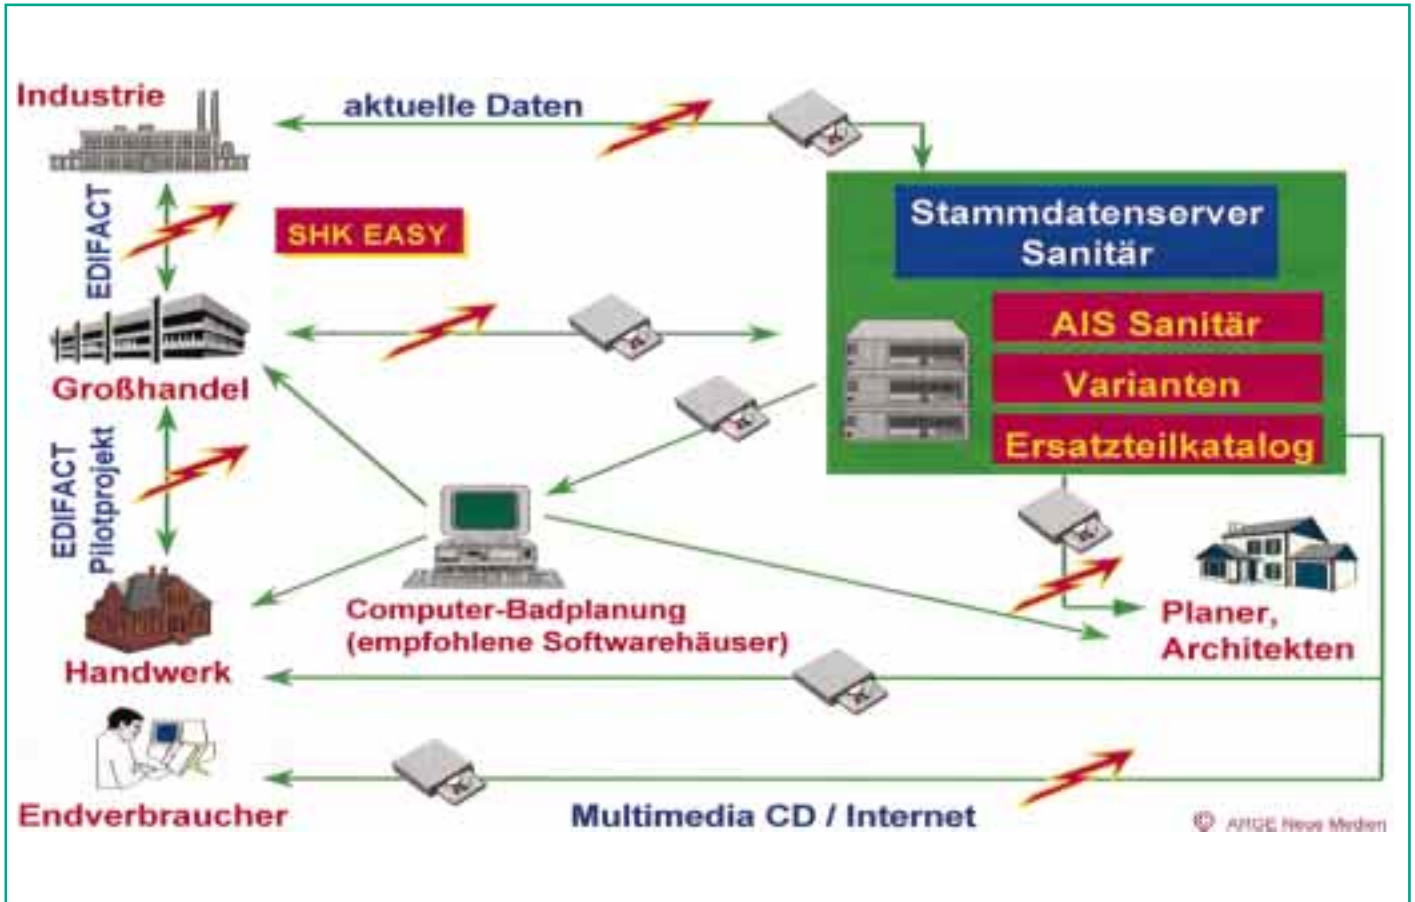 Industrie
aktuelle Daten
EDIFACT
SHK EASY
Stammdatenserver
Sanitär
AIS Sanitär
Varianten
Ersatzteilkatalog
Großhandel
EDIFACT
Pilotprojekt
Computer-Badplanung
(empfohlene Softwarehäuser)
Planer,
Architekten
Handwerk
Endverbraucher
Multimedia CD / Internet
© ARGE Neue Medien